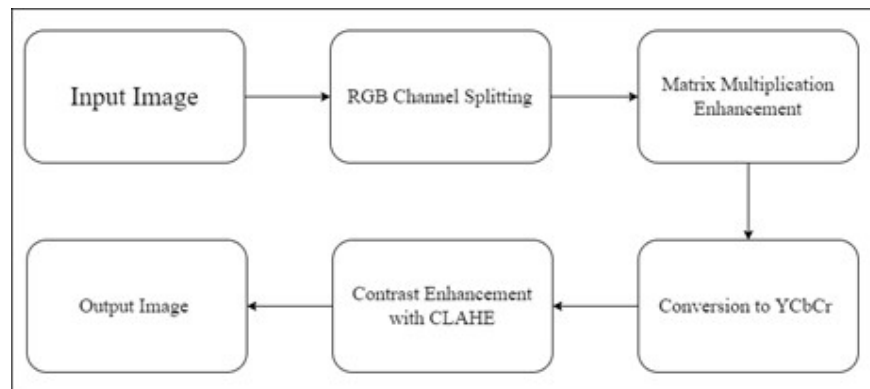 Input Image
RGB Channel Splitting
Matrix Multiplication
Enhancement
Conversion to YCbCr
Contrast Enhancement
with CLAHE
Output Image